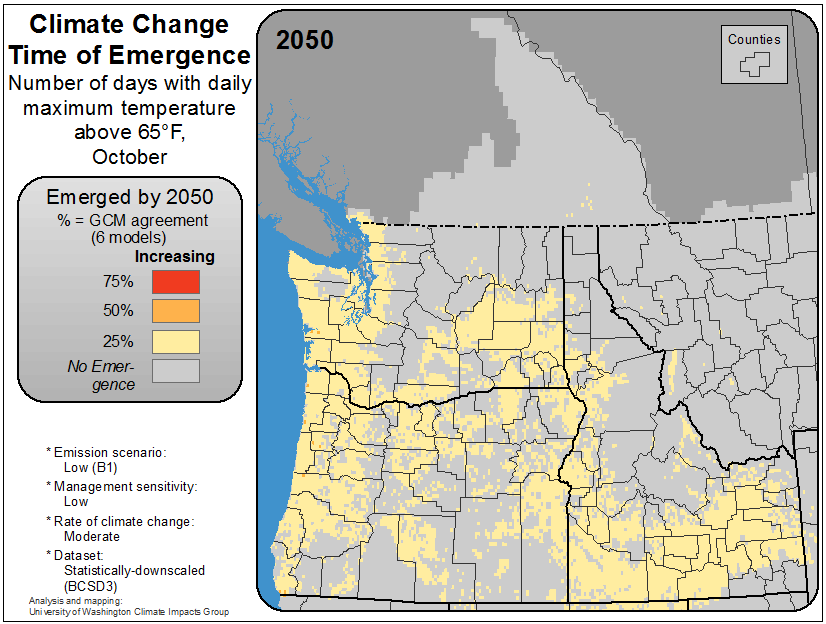 Climate Change
Time of Emergence
Number of days with daily
maximum temperature
above 65°F,
October
Emerged by 2050
% = GCM agreement
(6 models)
Increasing
75%
50%
25%
No Emer-
gence
* Emission scenario:
Low (B1)
* Management sensitivity:
Low
* Rate of climate change:
Moderate
* Dataset:
Statistically-downscaled
(BCSD3)
Analysis and mapping:
University of Washington Climate Impacts Group
2050
Counties